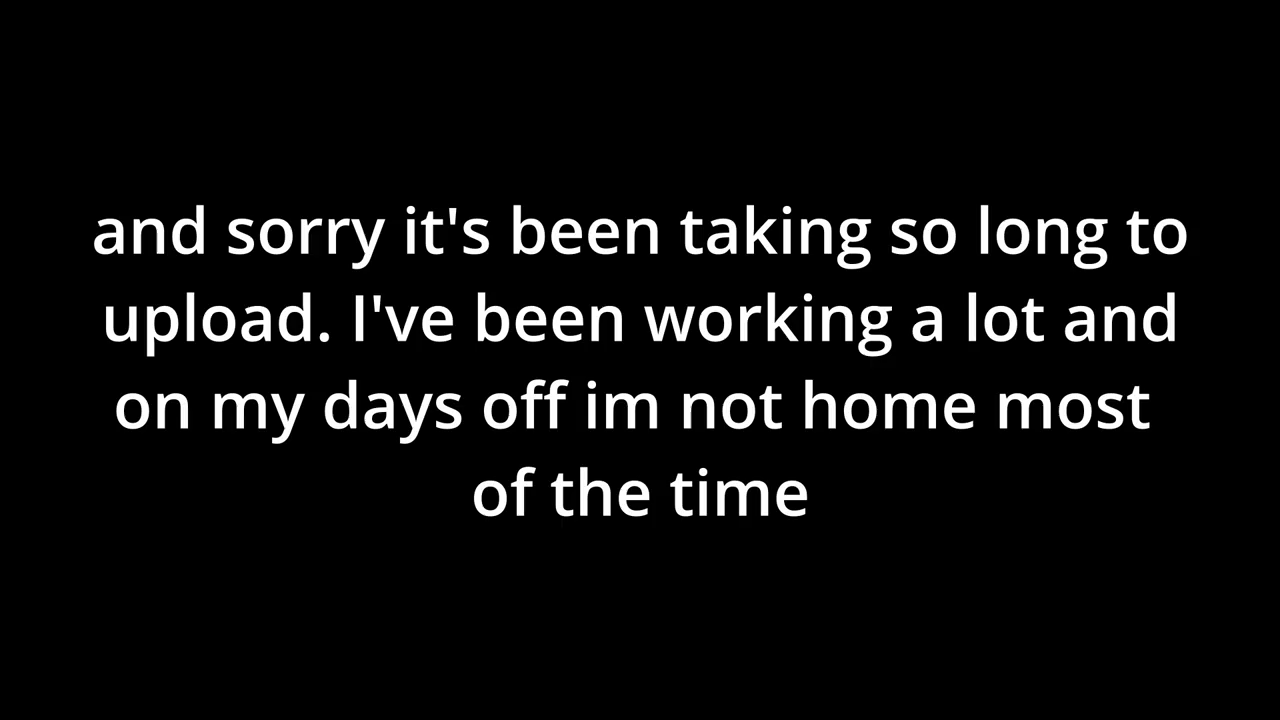 and sorry it's been taking so long to
upload. I've been working a lot and
on my days off im not home most
of the time